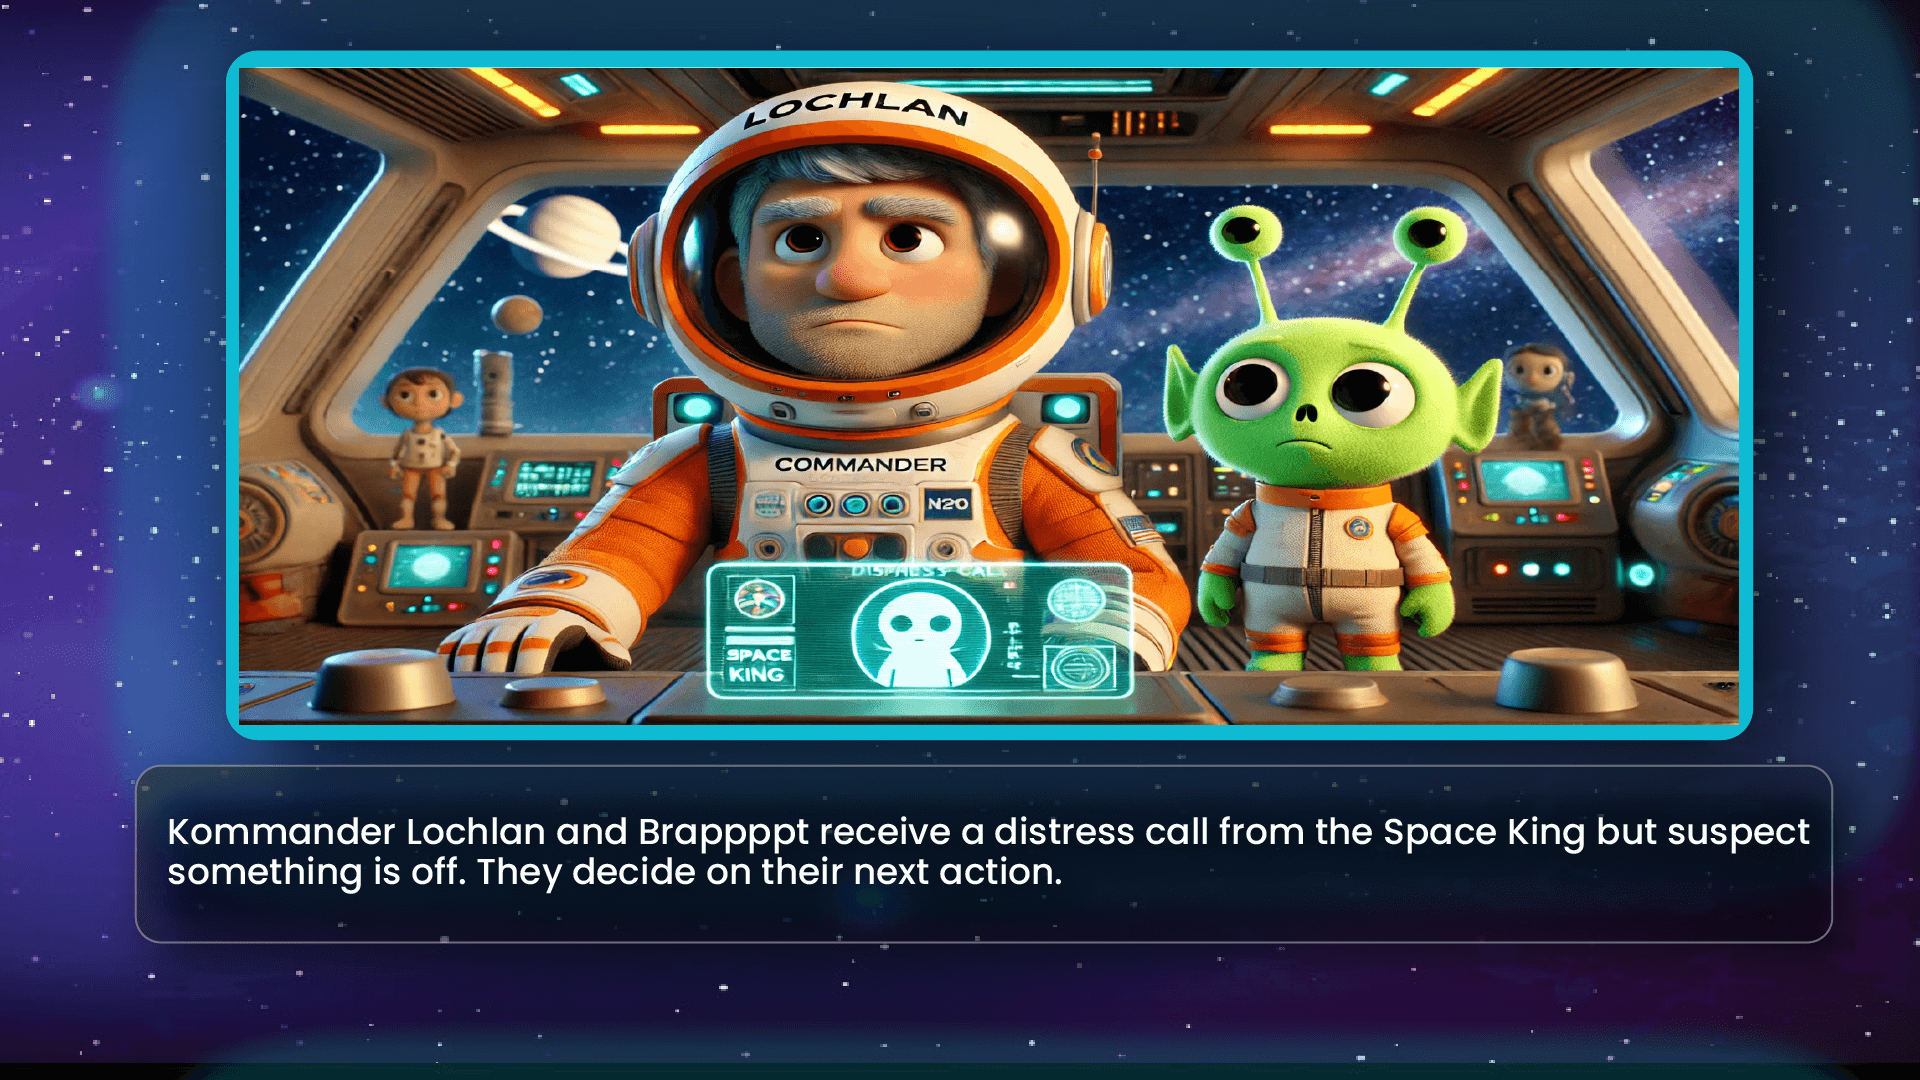 LOCHLAN
COMMANDER
N20
SPACE
KING
Kommander Lochlan and Brappppt receive a distress call from the Space King but suspect
something is off. They decide on their next action.